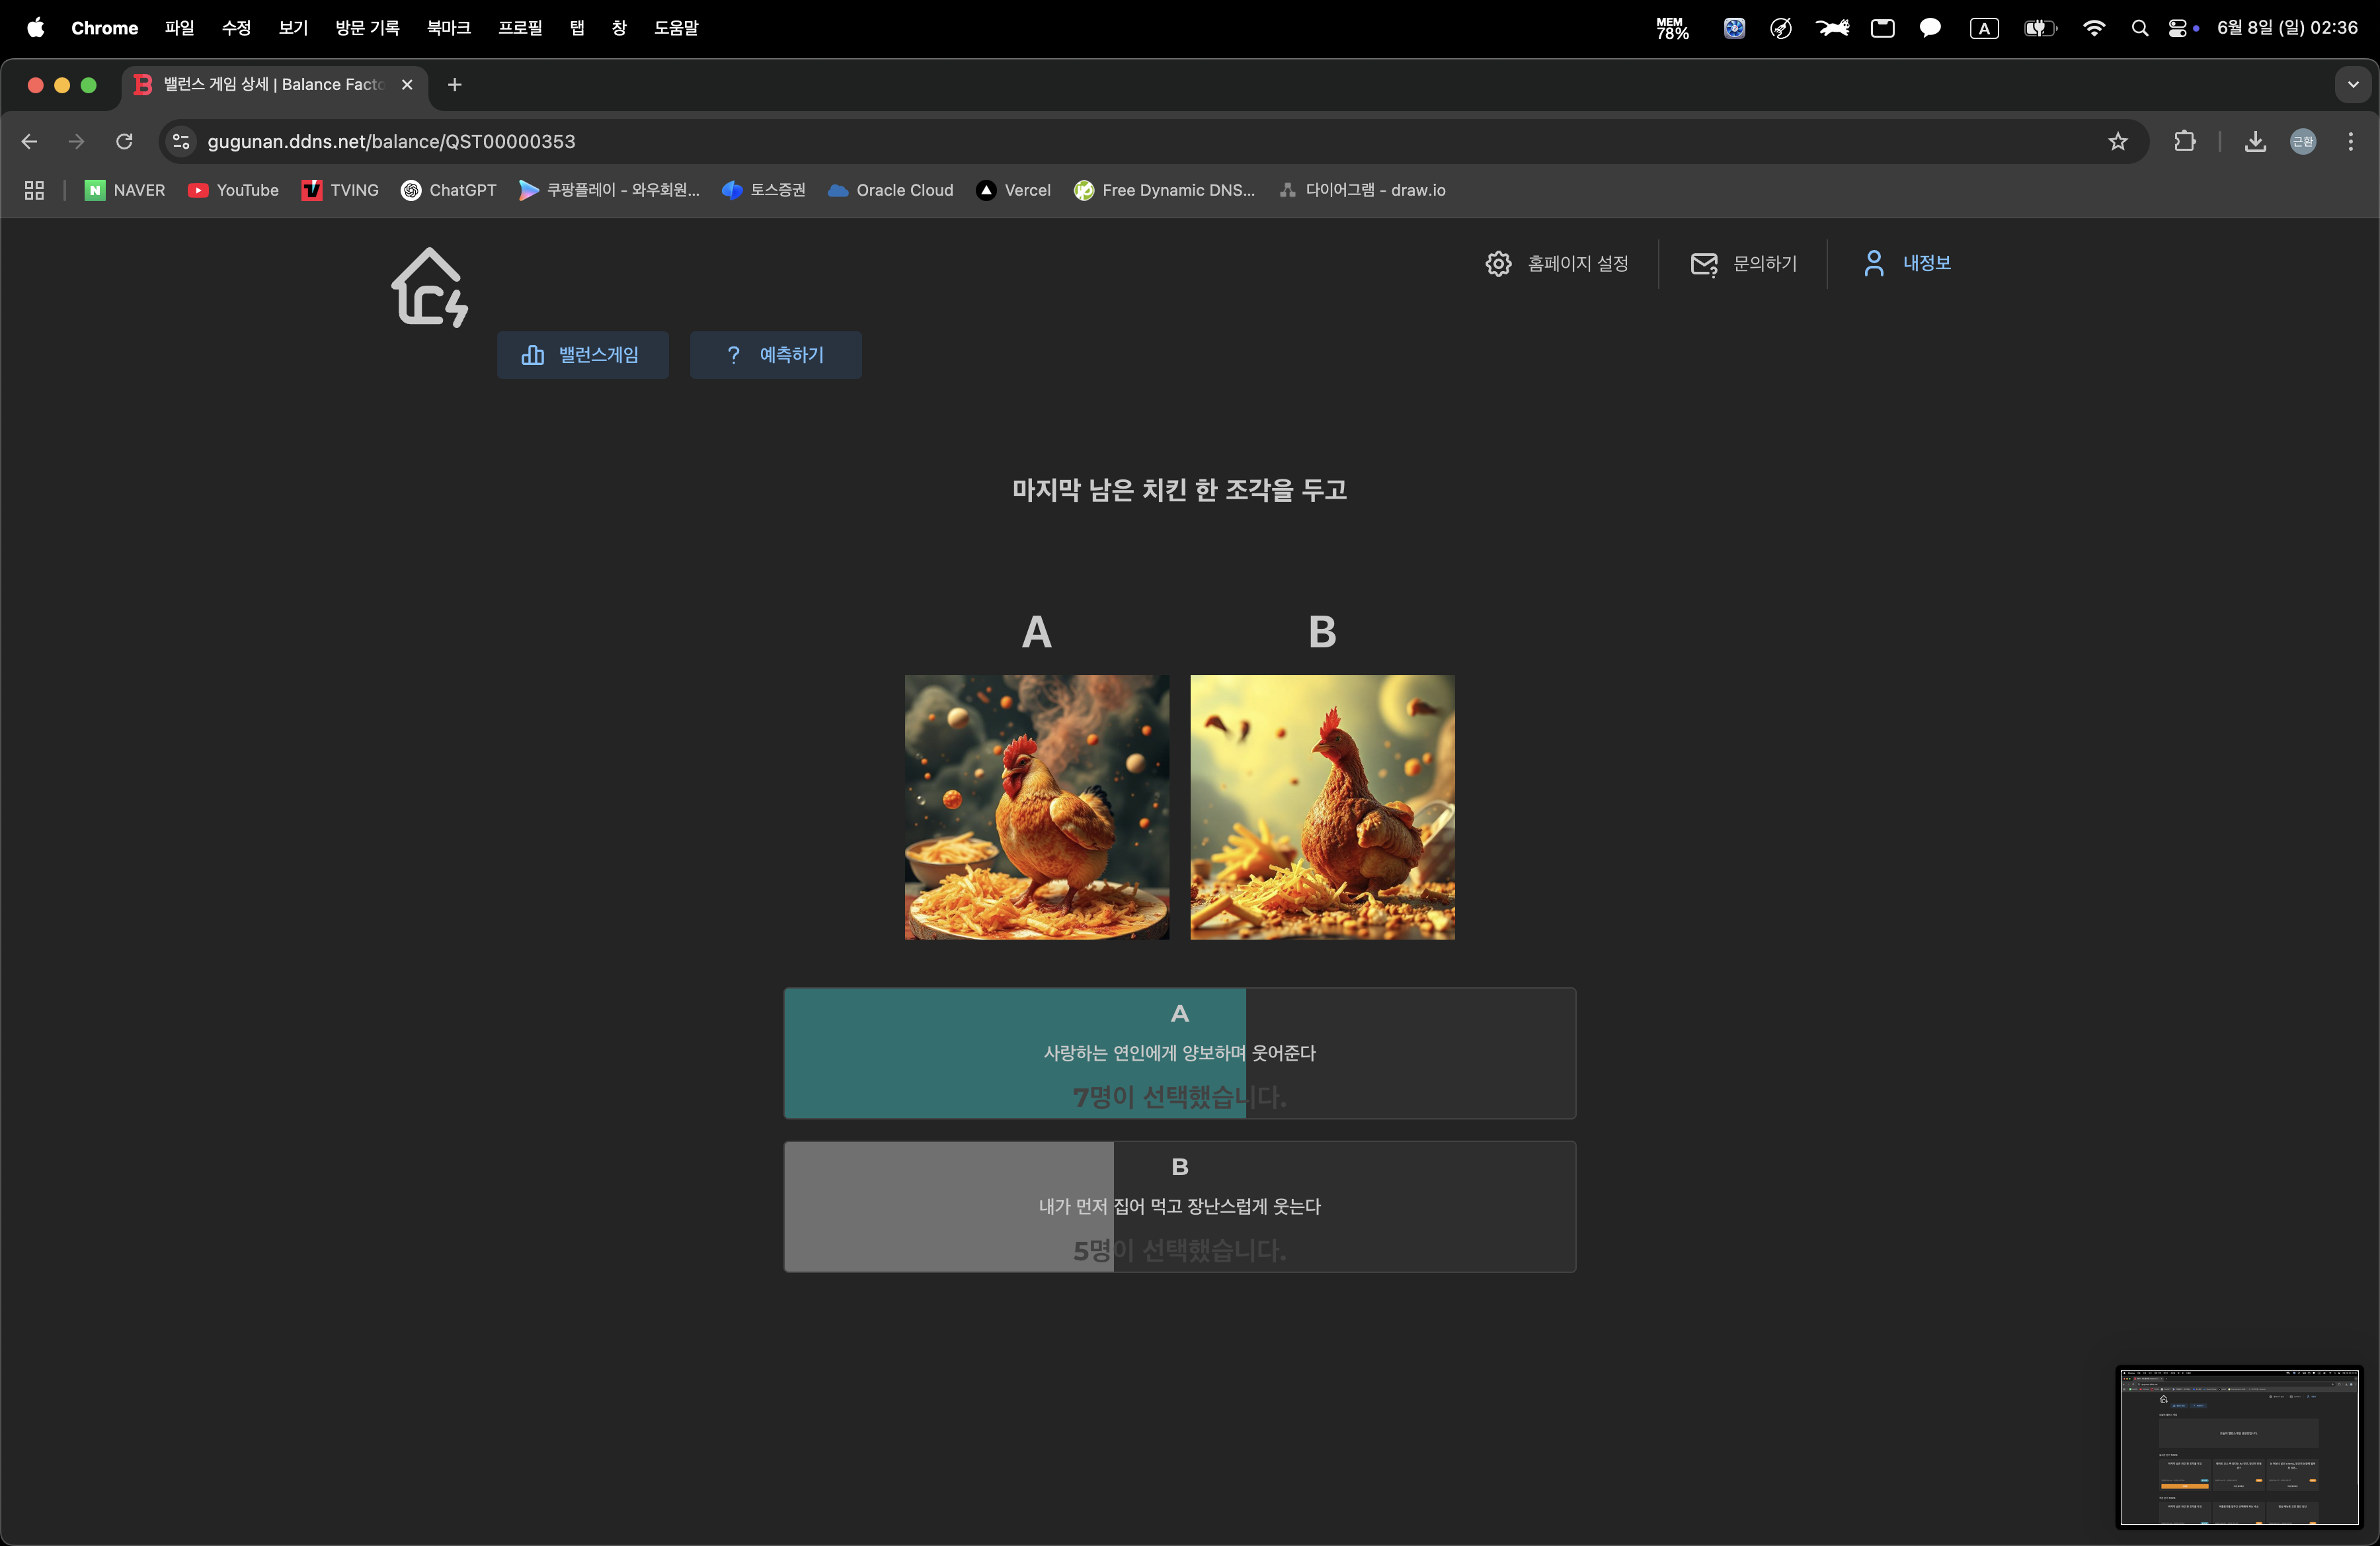 Chrome 파일 수정 보기 방문 기록 북마크 프로필 탭 창 도움말 MEM 78% A 6월 8일 (일) 02:36
밸런스 게임 상세 | Balance Facto
gugunan.ddns.net/balance/QST00000353 근환
NAVER YouTube TVING ChatGPT 쿠팡플레이 - 와우회원... 토스증권 Oracle Cloud Vercel Free Dynamic DNS... 다이어그램 - draw.io
홈페이지 설정 문의하기 내정보
밸런스게임 ? 예측하기
마지막 남은 치킨 한 조각을 두고
A B
A
사랑하는 연인에게 양보하며 웃어준다
7명이 선택했습니다.
B
내가 먼저 집어 먹고 장난스럽게 웃는다
5명이 선택했습니다.